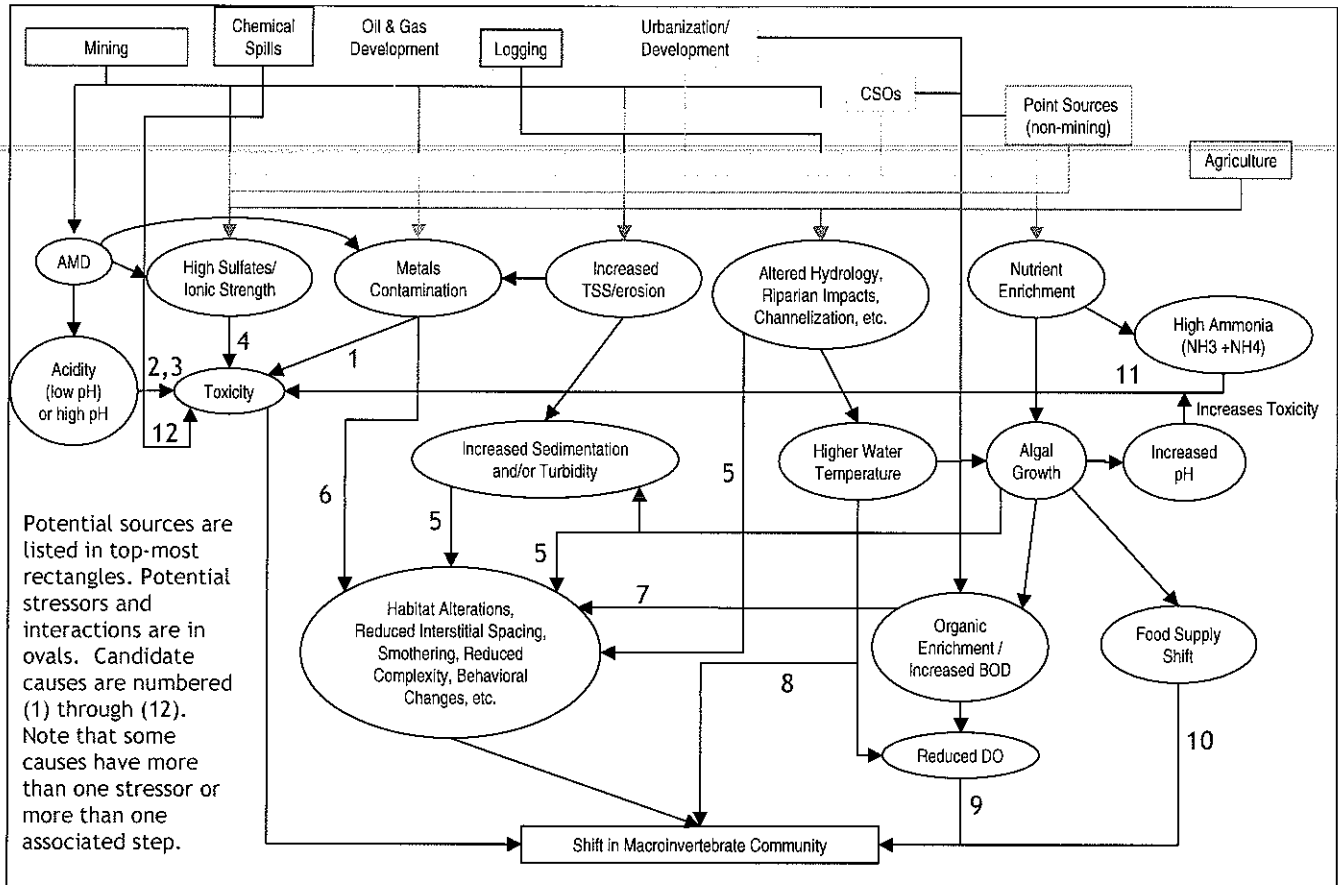 Mining
Chemical
Spills
Oil & Gas
Development
Logging
Urbanization/
Development
CSOs
Point Sources
(non-mining)
Agriculture
AMD
High Sulfates/
Ionic Strength
Metals
Contamination
Increased
TSS/erosion
Altered Hydrology,
Riparian Impacts,
Channelization, etc.
Nutrient
Enrichment
High Ammonia
(NH3 +NH4)
Acidity
(low pH)
or high pH
2,3
4
1
Toxicity
12
11
Increases Toxicity
Increased Sedimentation
and/or Turbidity
Higher Water
Temperature
Algal
Growth
Increased
pH
6
5
5
5
Potential sources are
listed in top-most
rectangles. Potential
stressors and
interactions are in
ovals. Candidate
causes are numbered
(1) through (12).
Note that some
causes have more
than one stressor or
more than one
associated step.
Habitat Alterations,
Reduced Interstitial Spacing,
Smothering, Reduced
Complexity, Behavioral
Changes, etc.
7
8
Organic
Enrichment /
Increased BOD
Food Supply
Shift
Reduced DO
10
9
Shift in Macroinvertebrate Community